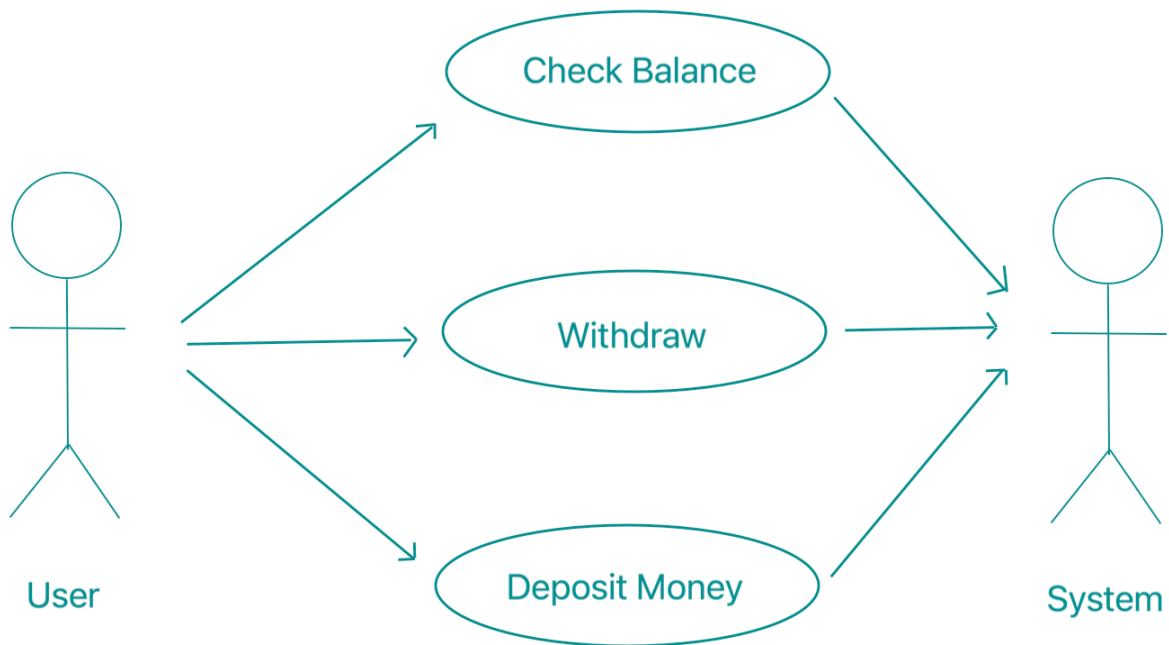 Check Balance
Withdraw
Deposit Money
User
System